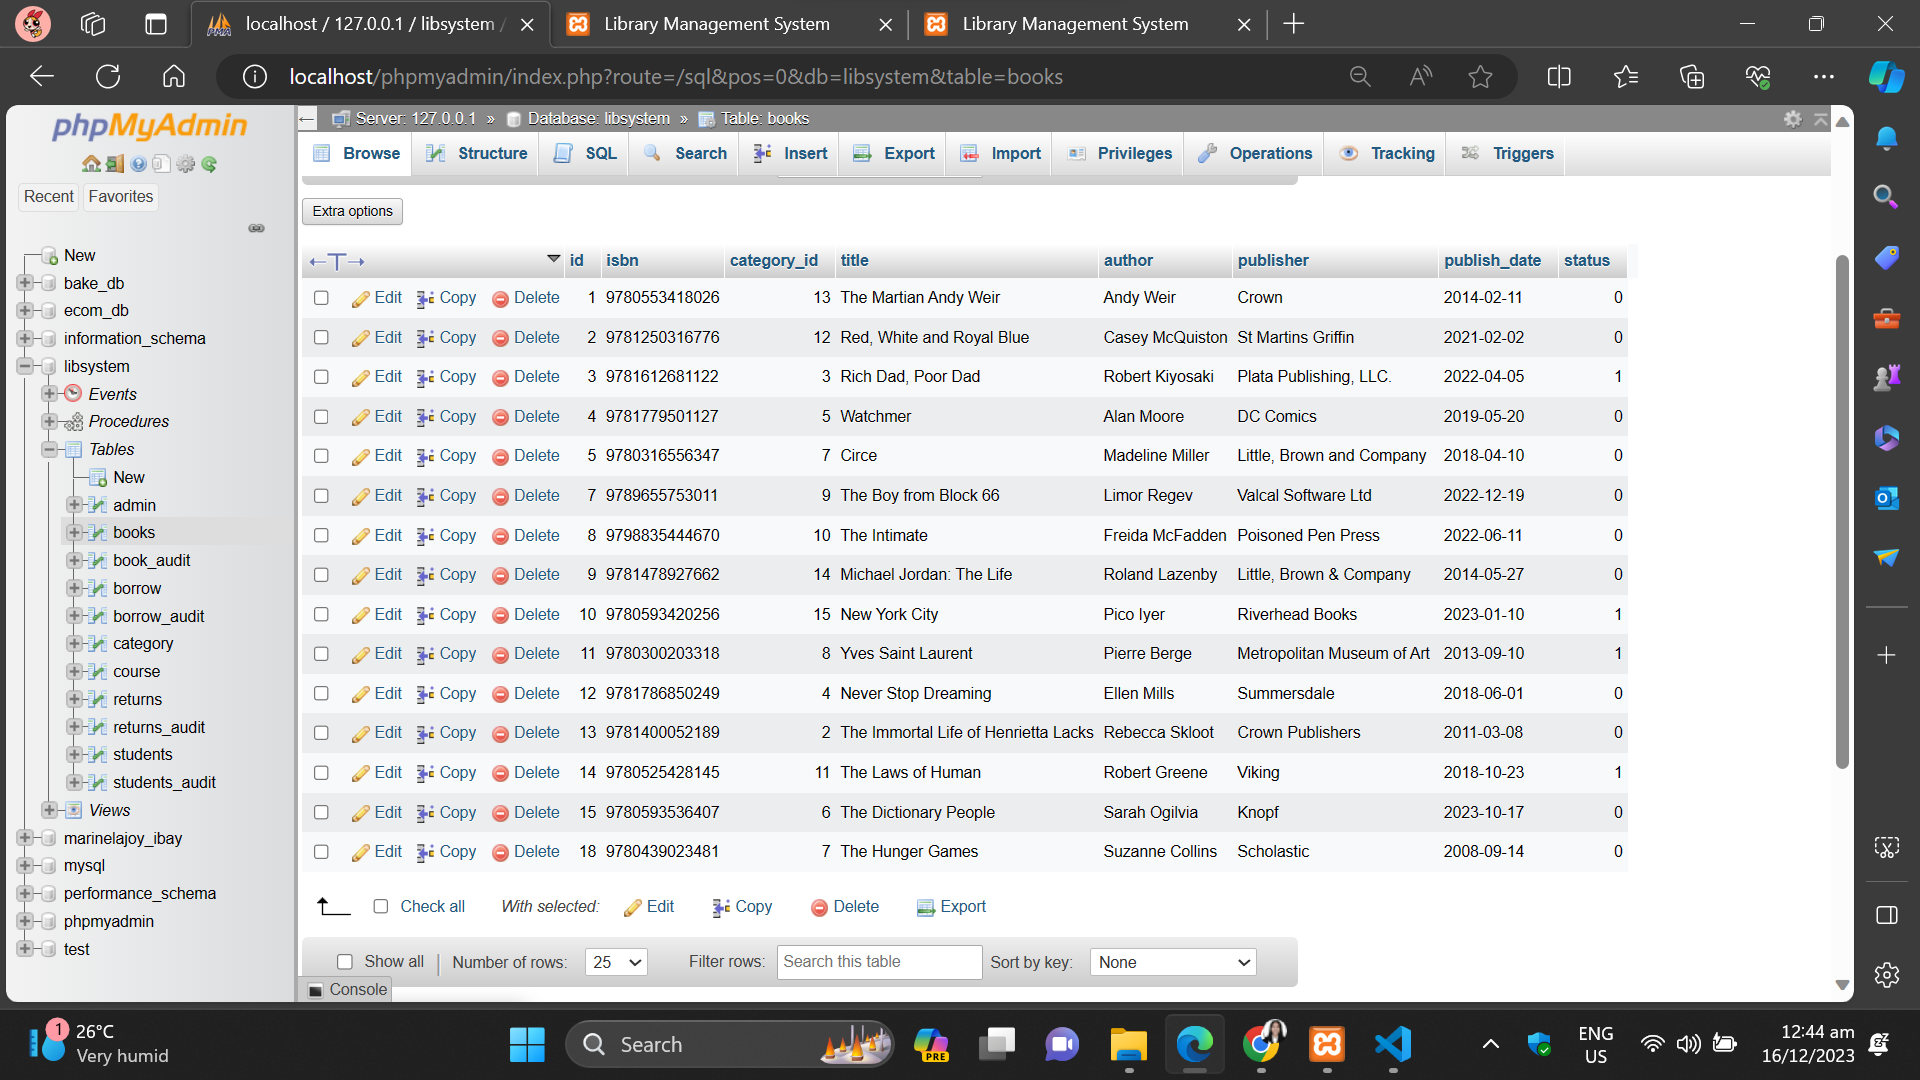 localhost / 127.0.0.1 / libsystem /
Library Management System
Library Management System
localhost/phpmyadmin/index.php?route=/sql&pos=0&db=libsystem&table=books
phpMyAdmin
Recent Favorites
New
bake_db
ecom_db
information_schema
libsystem
Events
Procedures
Tables
New
admin
books
book_audit
borrow
borrow_audit
category
course
returns
returns_audit
students
students_audit
Views
marinelajoy_ibay
mysql
performance_schema
phpmyadmin
test
Server: 127.0.0.1 » Database: libsystem » Table: books
Browse Structure SQL Search Insert Export Import Privileges Operations Tracking Triggers
Extra options
←T→ id isbn category_id title author publisher publish_date status
Edit Copy Delete 1 9780553418026 13 The Martian Andy Weir Andy Weir Crown 2014-02-11 0
Edit Copy Delete 2 9781250316776 12 Red, White and Royal Blue Casey McQuiston St Martins Griffin 2021-02-02 0
Edit Copy Delete 3 9781612681122 3 Rich Dad, Poor Dad Robert Kiyosaki Plata Publishing, LLC. 2022-04-05 1
Edit Copy Delete 4 9781779501127 5 Watchmer Alan Moore DC Comics 2019-05-20 0
Edit Copy Delete 5 9780316556347 7 Circe Madeline Miller Little, Brown and Company 2018-04-10 0
Edit Copy Delete 7 9789655753011 9 The Boy from Block 66 Limor Regev Valcal Software Ltd 2022-12-19 0
Edit Copy Delete 8 9798835444670 10 The Intimate Freida McFadden Poisoned Pen Press 2022-06-11 0
Edit Copy Delete 9 9781478927662 14 Michael Jordan: The Life Roland Lazenby Little, Brown & Company 2014-05-27 0
Edit Copy Delete 10 9780593420256 15 New York City Pico Iyer Riverhead Books 2023-01-10 1
Edit Copy Delete 11 9780300203318 8 Yves Saint Laurent Pierre Berge Metropolitan Museum of Art 2013-09-10 1
Edit Copy Delete 12 9781786850249 4 Never Stop Dreaming Ellen Mills Summersdale 2018-06-01 0
Edit Copy Delete 13 9781400052189 2 The Immortal Life of Henrietta Lacks Rebecca Skloot Crown Publishers 2011-03-08 0
Edit Copy Delete 14 9780525428145 11 The Laws of Human Robert Greene Viking 2018-10-23 1
Edit Copy Delete 15 9780593536407 6 The Dictionary People Sarah Ogilvia Knopf 2023-10-17 0
Edit Copy Delete 18 9780439023481 7 The Hunger Games Suzanne Collins Scholastic 2008-09-14 0
Check all With selected: Edit Copy Delete Export
Show all Number of rows: 25 Filter rows: Search this table Sort by key: None
Console
1 26°C
Very humid
Search
PRE
ENG
US
12:44 am
16/12/2023